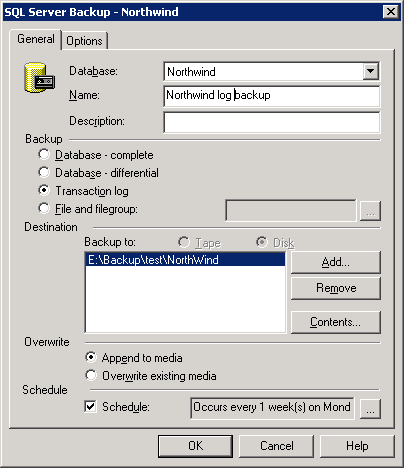 SQL Server Backup - Northwind
General Options
Database: Northwind
Name: Northwind log backup
Description:
Backup
Database - complete
Database - differential
Transaction log
File and filegroup: ...
Destination
Backup to: Tape Disk
E:\Backup\test\NorthWind
Add...
Remove
Contents...
Overwrite
Append to media
Overwrite existing media
Schedule
Schedule: Occurs every 1 week(s) on Mond ...
OK Cancel Help